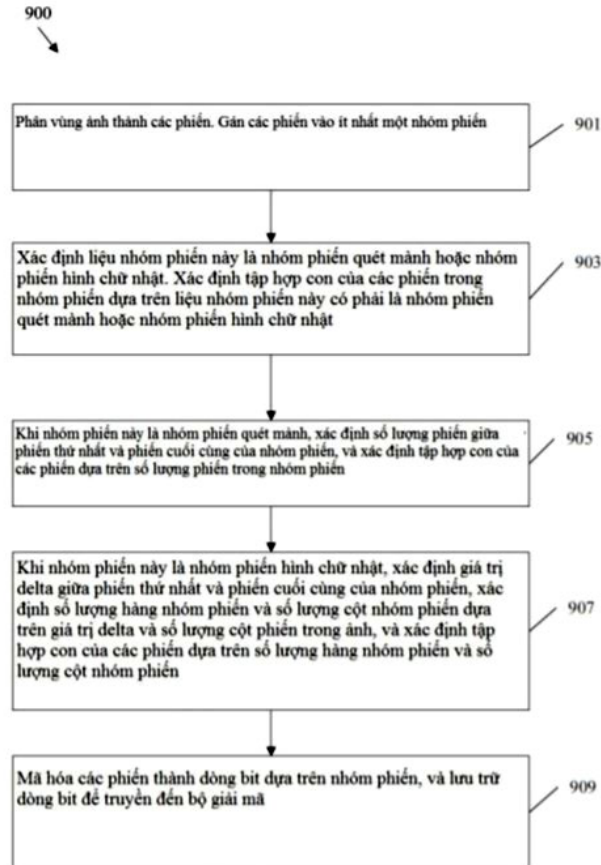 900
Phân vùng ảnh thành các phiến. Gán các phiến vào ít nhất một nhóm phiến
901
Xác định liệu nhóm phiến này là nhóm phiến quét mành hoặc nhóm
phiến hình chữ nhật. Xác định tập hợp con của các phiến trong
nhóm phiến dựa trên liệu nhóm phiến này có phải là nhóm phiến
quét mành hoặc nhóm phiến hình chữ nhật
903
Khi nhóm phiến này là nhóm phiến quét mành, xác định số lượng phiến giữa
phiến thứ nhất và phiến cuối cùng của nhóm phiến, và xác định tập hợp con của
các phiến dựa trên số lượng phiến trong nhóm phiến
905
Khi nhóm phiến này là nhóm phiến hình chữ nhật, xác định giá trị
delta giữa phiến thứ nhất và phiến cuối cùng của nhóm phiến, xác
định số lượng hàng nhóm phiến và số lượng cột nhóm phiến dựa
trên giá trị delta và số lượng cột phiến trong ảnh, và xác định tập
hợp con của các phiến dựa trên số lượng hàng nhóm phiến và số
lượng cột nhóm phiến
907
Mã hóa các phiến thành dòng bit dựa trên nhóm phiến, và lưu trữ
dòng bit để truyền đến bộ giải mã
909